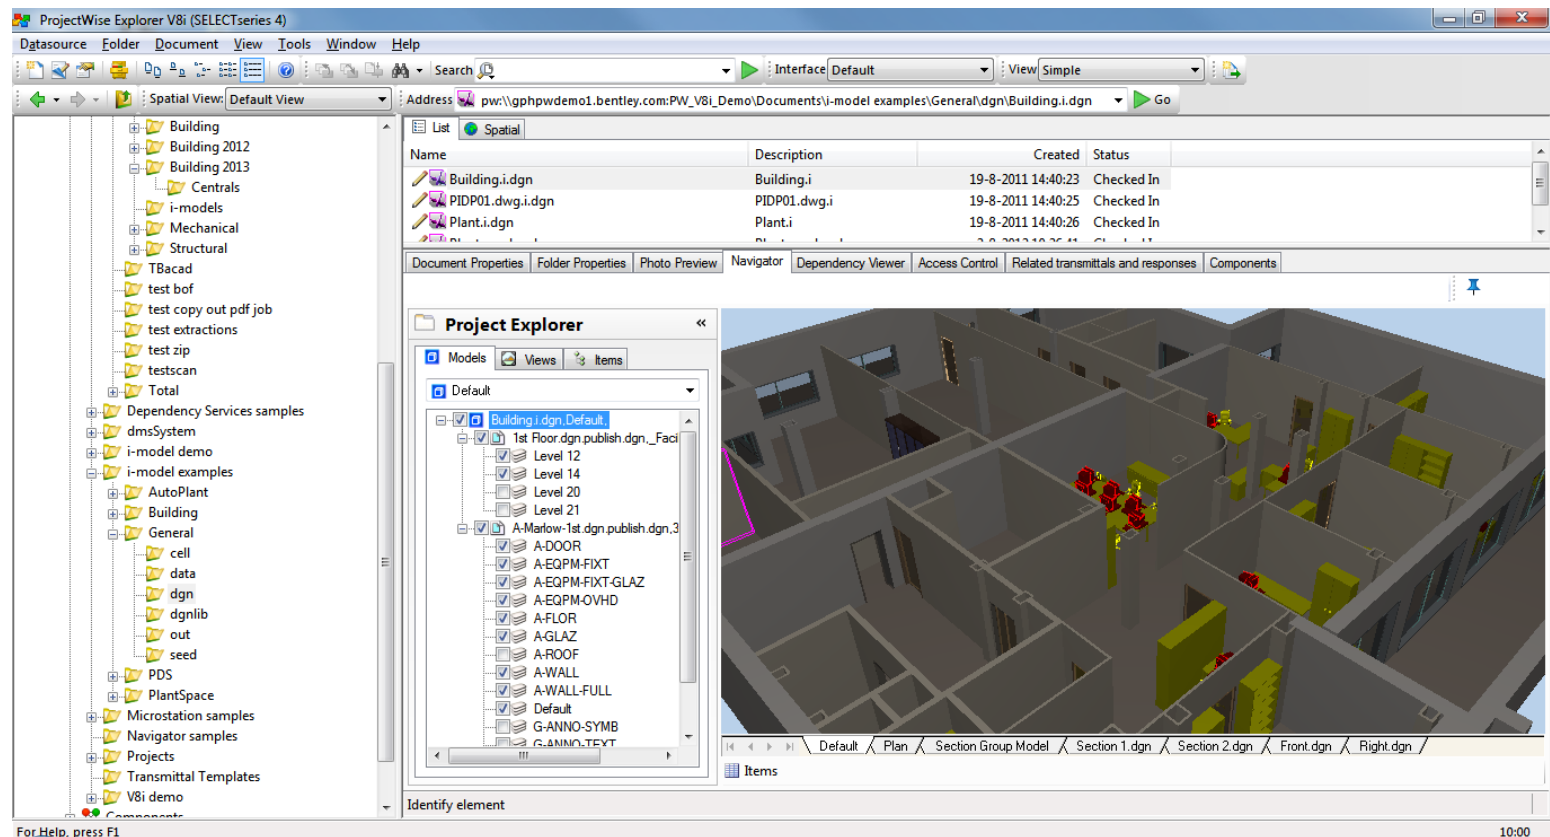 ProjectWise Explorer V8i (SELECTseries 4)
Datasource Folder Document View Tools Window Help
Search Interface Default View Simple
Spatial View: Default View Address pw:\\gphpwdemo1.bentley.com:PW_V8i_Demo\Documents\i-model examples\General\dgn\Building.i.dgn Go
Building
Building 2012
Building 2013
Centrals
i-models
Mechanical
Structural
TBacad
test bof
test copy out pdf job
test extractions
test zip
testscan
Total
Dependency Services samples
dmsSystem
i-model demo
i-model examples
AutoPlant
Building
General
cell
data
dgn
dgnlib
out
seed
PDS
PlantSpace
Microstation samples
Navigator samples
Projects
Transmittal Templates
V8i demo
Components
List Spatial
Name Description Created Status
Building.i.dgn Building.i 19-8-2011 14:40:23 Checked In
PIDP01.dwg.i.dgn PIDP01.dwg.i 19-8-2011 14:40:25 Checked In
Plant.i.dgn Plant.i 19-8-2011 14:40:26 Checked In
Document Properties Folder Properties Photo Preview Navigator Dependency Viewer Access Control Related transmittals and responses Components
Project Explorer «
Models Views Items
Default
Building.i.dgn,Default,
1st Floor.dgn.publish.dgn,_Faci
Level 12
Level 14
Level 20
Level 21
A-Marlow-1st.dgn.publish.dgn,3
A-DOOR
A-EQPM-FIXT
A-EQPM-FIXT-GLAZ
A-EQPM-OVHD
A-FLOR
A-GLAZ
A-ROOF
A-WALL
A-WALL-FULL
Default
G-ANNO-SYMB
G-ANNO-TEXT
Default Plan Section Group Model Section 1.dgn Section 2.dgn Front.dgn Right.dgn
Items
Identify element
For Help, press F1 10:00